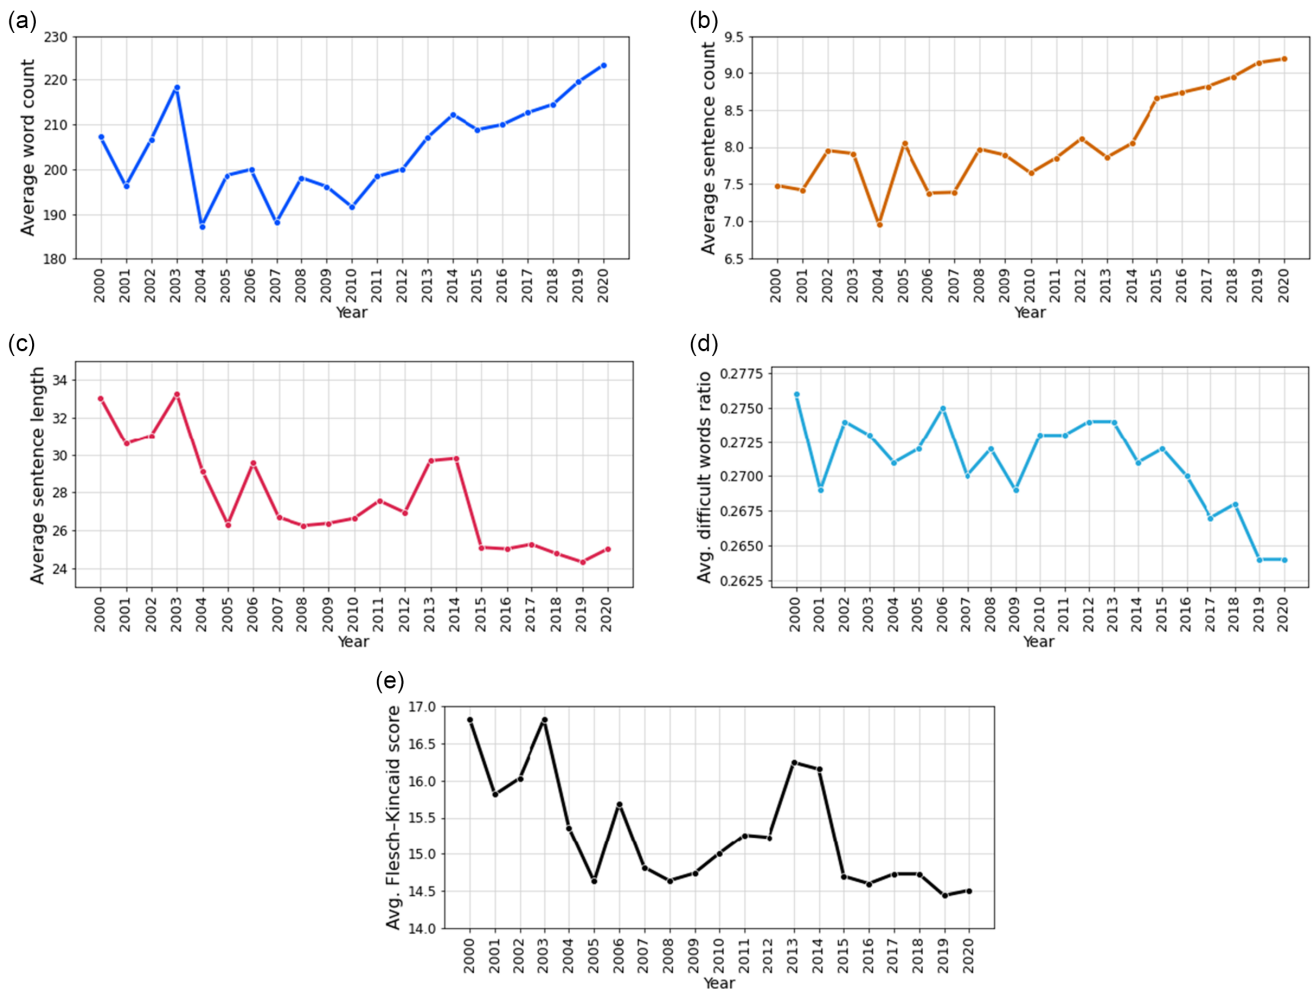 (a)
Average word count
230
220
210
200
190
180
2000 2001 2002 2003 2004 2005 2006 2007 2008 2009 2010 2011 2012 2013 2014 2015 2016 2017 2018 2019 2020
Year
(b)
Average sentence count
9.5
9.0
8.5
8.0
7.5
7.0
6.5
2000 2001 2002 2003 2004 2005 2006 2007 2008 2009 2010 2011 2012 2013 2014 2015 2016 2017 2018 2019 2020
Year
(c)
Average sentence length
34
32
30
28
26
24
2000 2001 2002 2003 2004 2005 2006 2007 2008 2009 2010 2011 2012 2013 2014 2015 2016 2017 2018 2019 2020
Year
(d)
Avg. difficult words ratio
0.2775
0.2750
0.2725
0.2700
0.2675
0.2650
0.2625
2000 2001 2002 2003 2004 2005 2006 2007 2008 2009 2010 2011 2012 2013 2014 2015 2016 2017 2018 2019 2020
Year
(e)
Avg. Flesch–Kincaid score
17.0
16.5
16.0
15.5
15.0
14.5
14.0
2000 2001 2002 2003 2004 2005 2006 2007 2008 2009 2010 2011 2012 2013 2014 2015 2016 2017 2018 2019 2020
Year